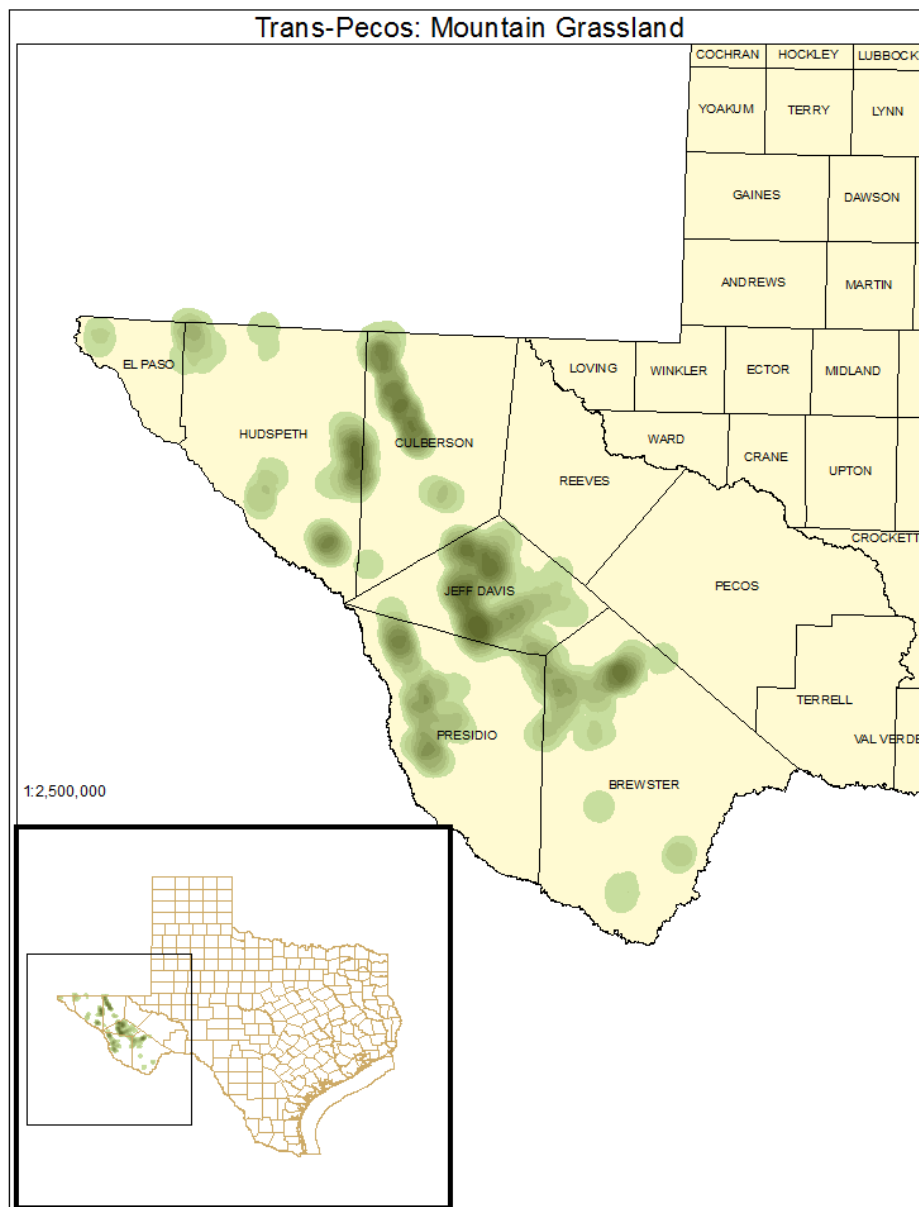 Trans-Pecos: Mountain Grassland
COCHRAN HOCKLEY LUBBOCK
YOAKUM TERRY LYNN
GAINES DAWSON
ANDREWS MARTIN
EL PASO LOVING WINKLER ECTOR MIDLAND
HUDSPETH CULBERSON WARD CRANE UPTON
REEVES
CROCKETT
JEFF DAVIS PECOS
TERRELL
PRESIDIO VAL VERDE
BREWSTER
1:2,500,000